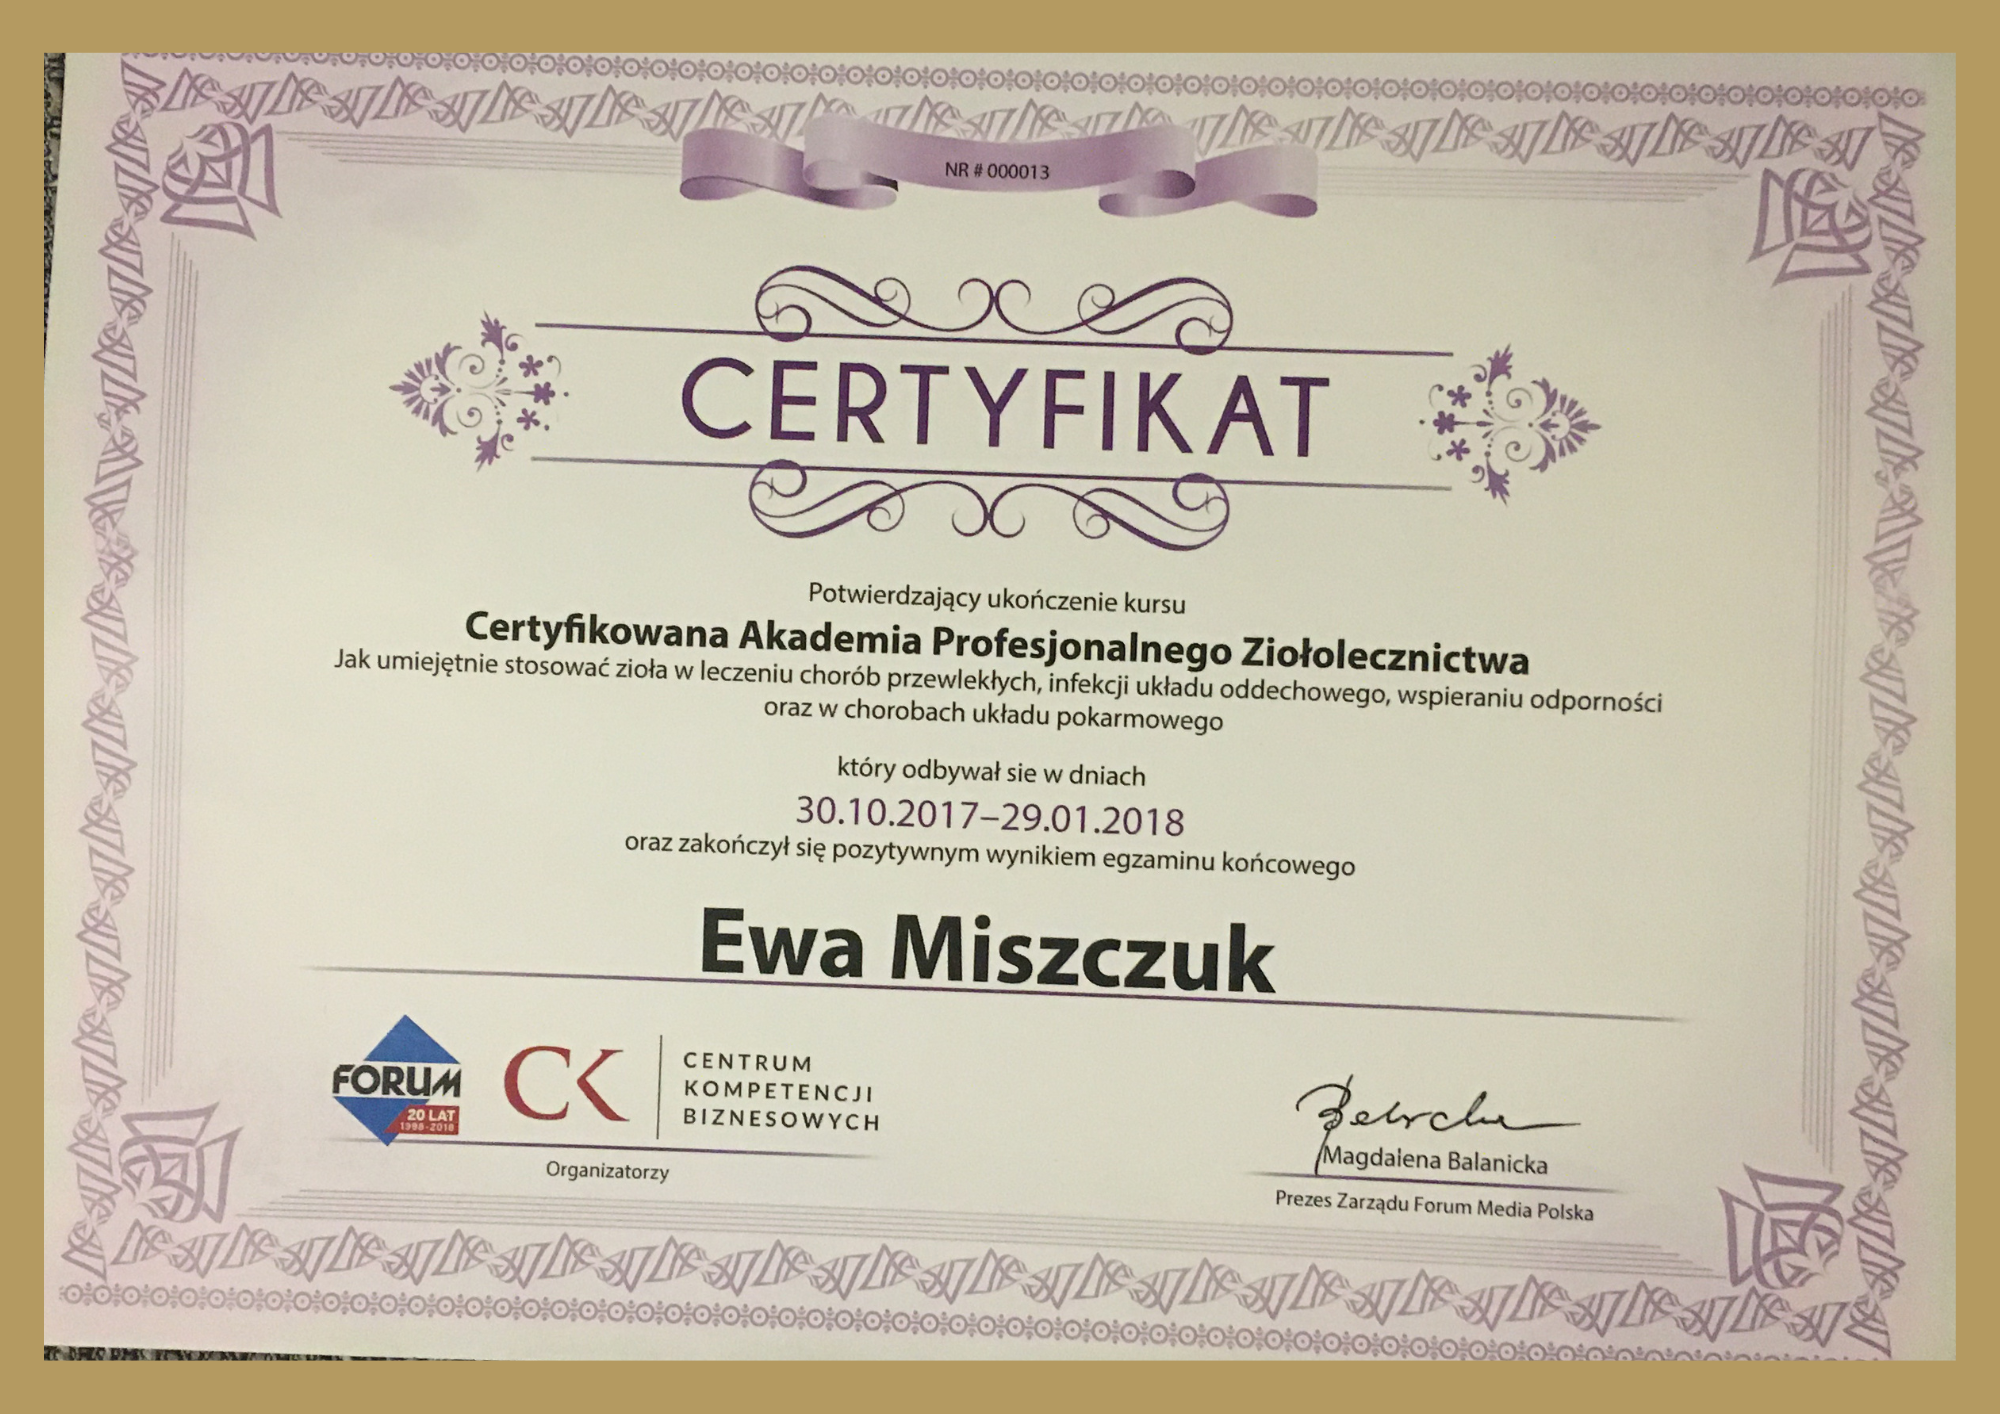 NR # 000013
CERTYFIKAT
Potwierdzający ukończenie kursu
Certyfikowana Akademia Profesjonalnego Ziołolecznictwa
Jak umiejętnie stosować zioła w leczeniu chorób przewlekłych, infekcji układu oddechowego, wspieraniu odporności
oraz w chorobach układu pokarmowego
który odbywał sie w dniach
30.10.2017–29.01.2018
oraz zakończył się pozytywnym wynikiem egzaminu końcowego
Ewa Miszczuk
FORUM
20 LAT
1998-2018
CK
CENTRUM
KOMPETENCJI
BIZNESOWYCH
Organizatorzy
Magdalena Balanicka
Prezes Zarządu Forum Media Polska